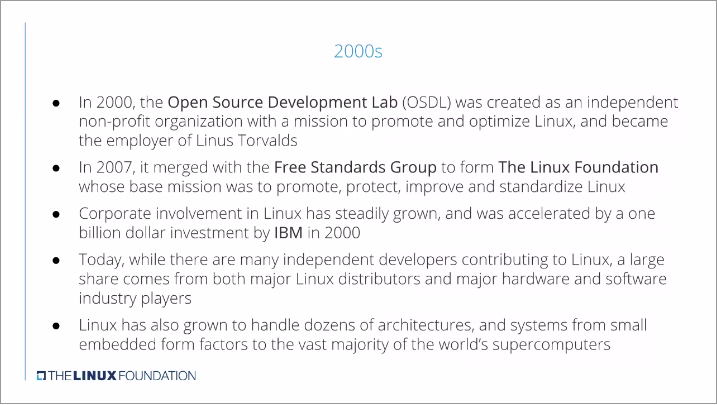 2000s
● In 2000, the Open Source Development Lab (OSDL) was created as an independent
non-profit organization with a mission to promote and optimize Linux, and became
the employer of Linus Torvalds
● In 2007, it merged with the Free Standards Group to form The Linux Foundation
whose base mission was to promote, protect, improve and standardize Linux
● Corporate involvement in Linux has steadily grown, and was accelerated by a one
billion dollar investment by IBM in 2000
● Today, while there are many independent developers contributing to Linux, a large
share comes from both major Linux distributors and major hardware and software
industry players
● Linux has also grown to handle dozens of architectures, and systems from small
embedded form factors to the vast majority of the world's supercomputers
THE LINUX FOUNDATION